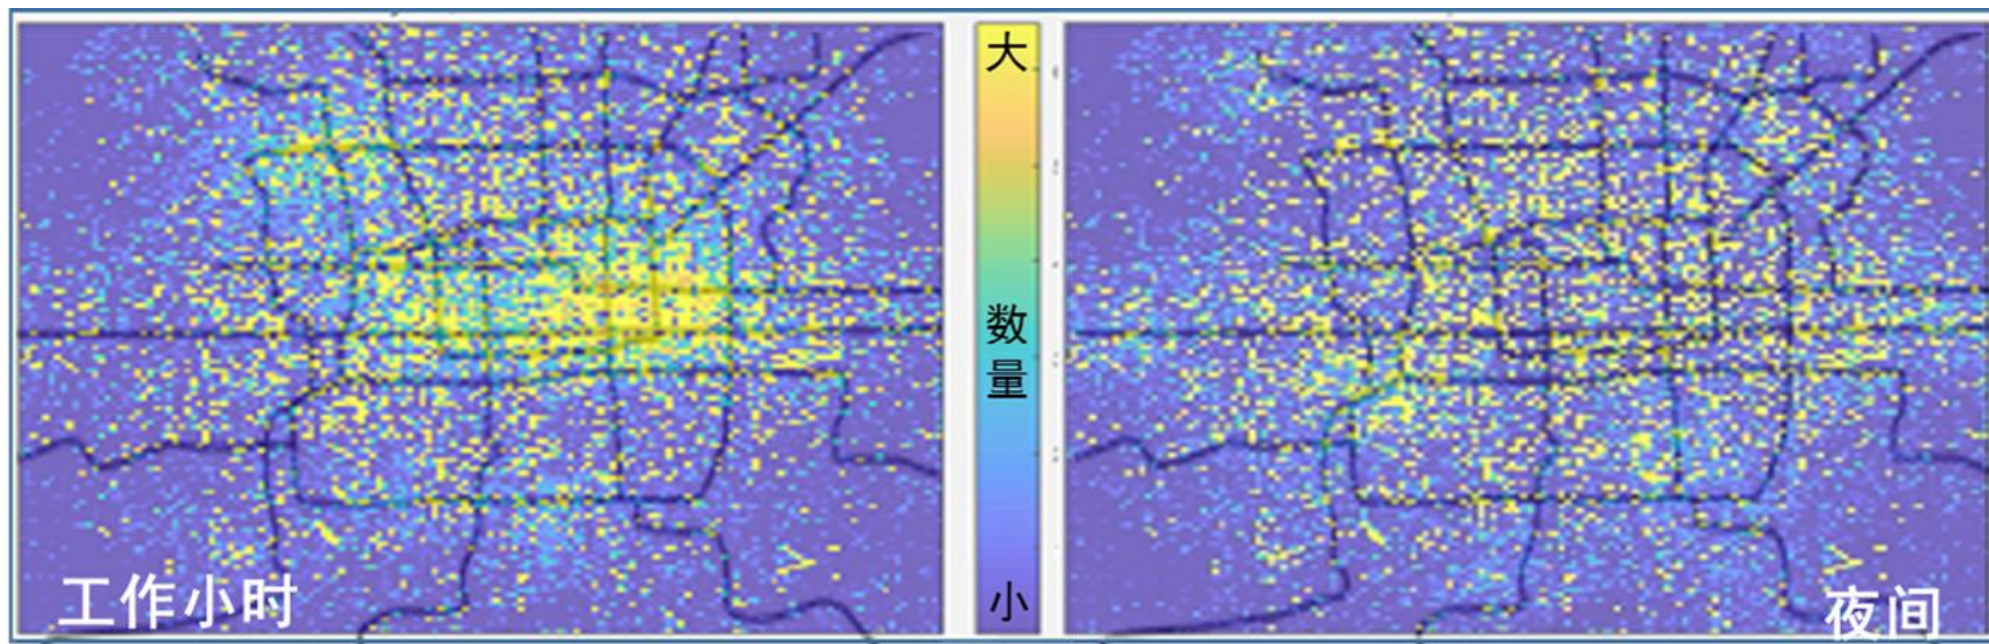 工作小时
大
数
量
小
夜间